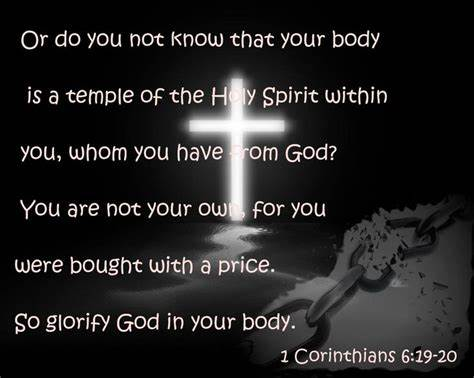 Or do you not know that your body
is a temple of the Holy Spirit within
you, whom you have from God?
You are not your own, for you
were bought with a price.
So glorify God in your body.
1 Corinthians 6:19-20